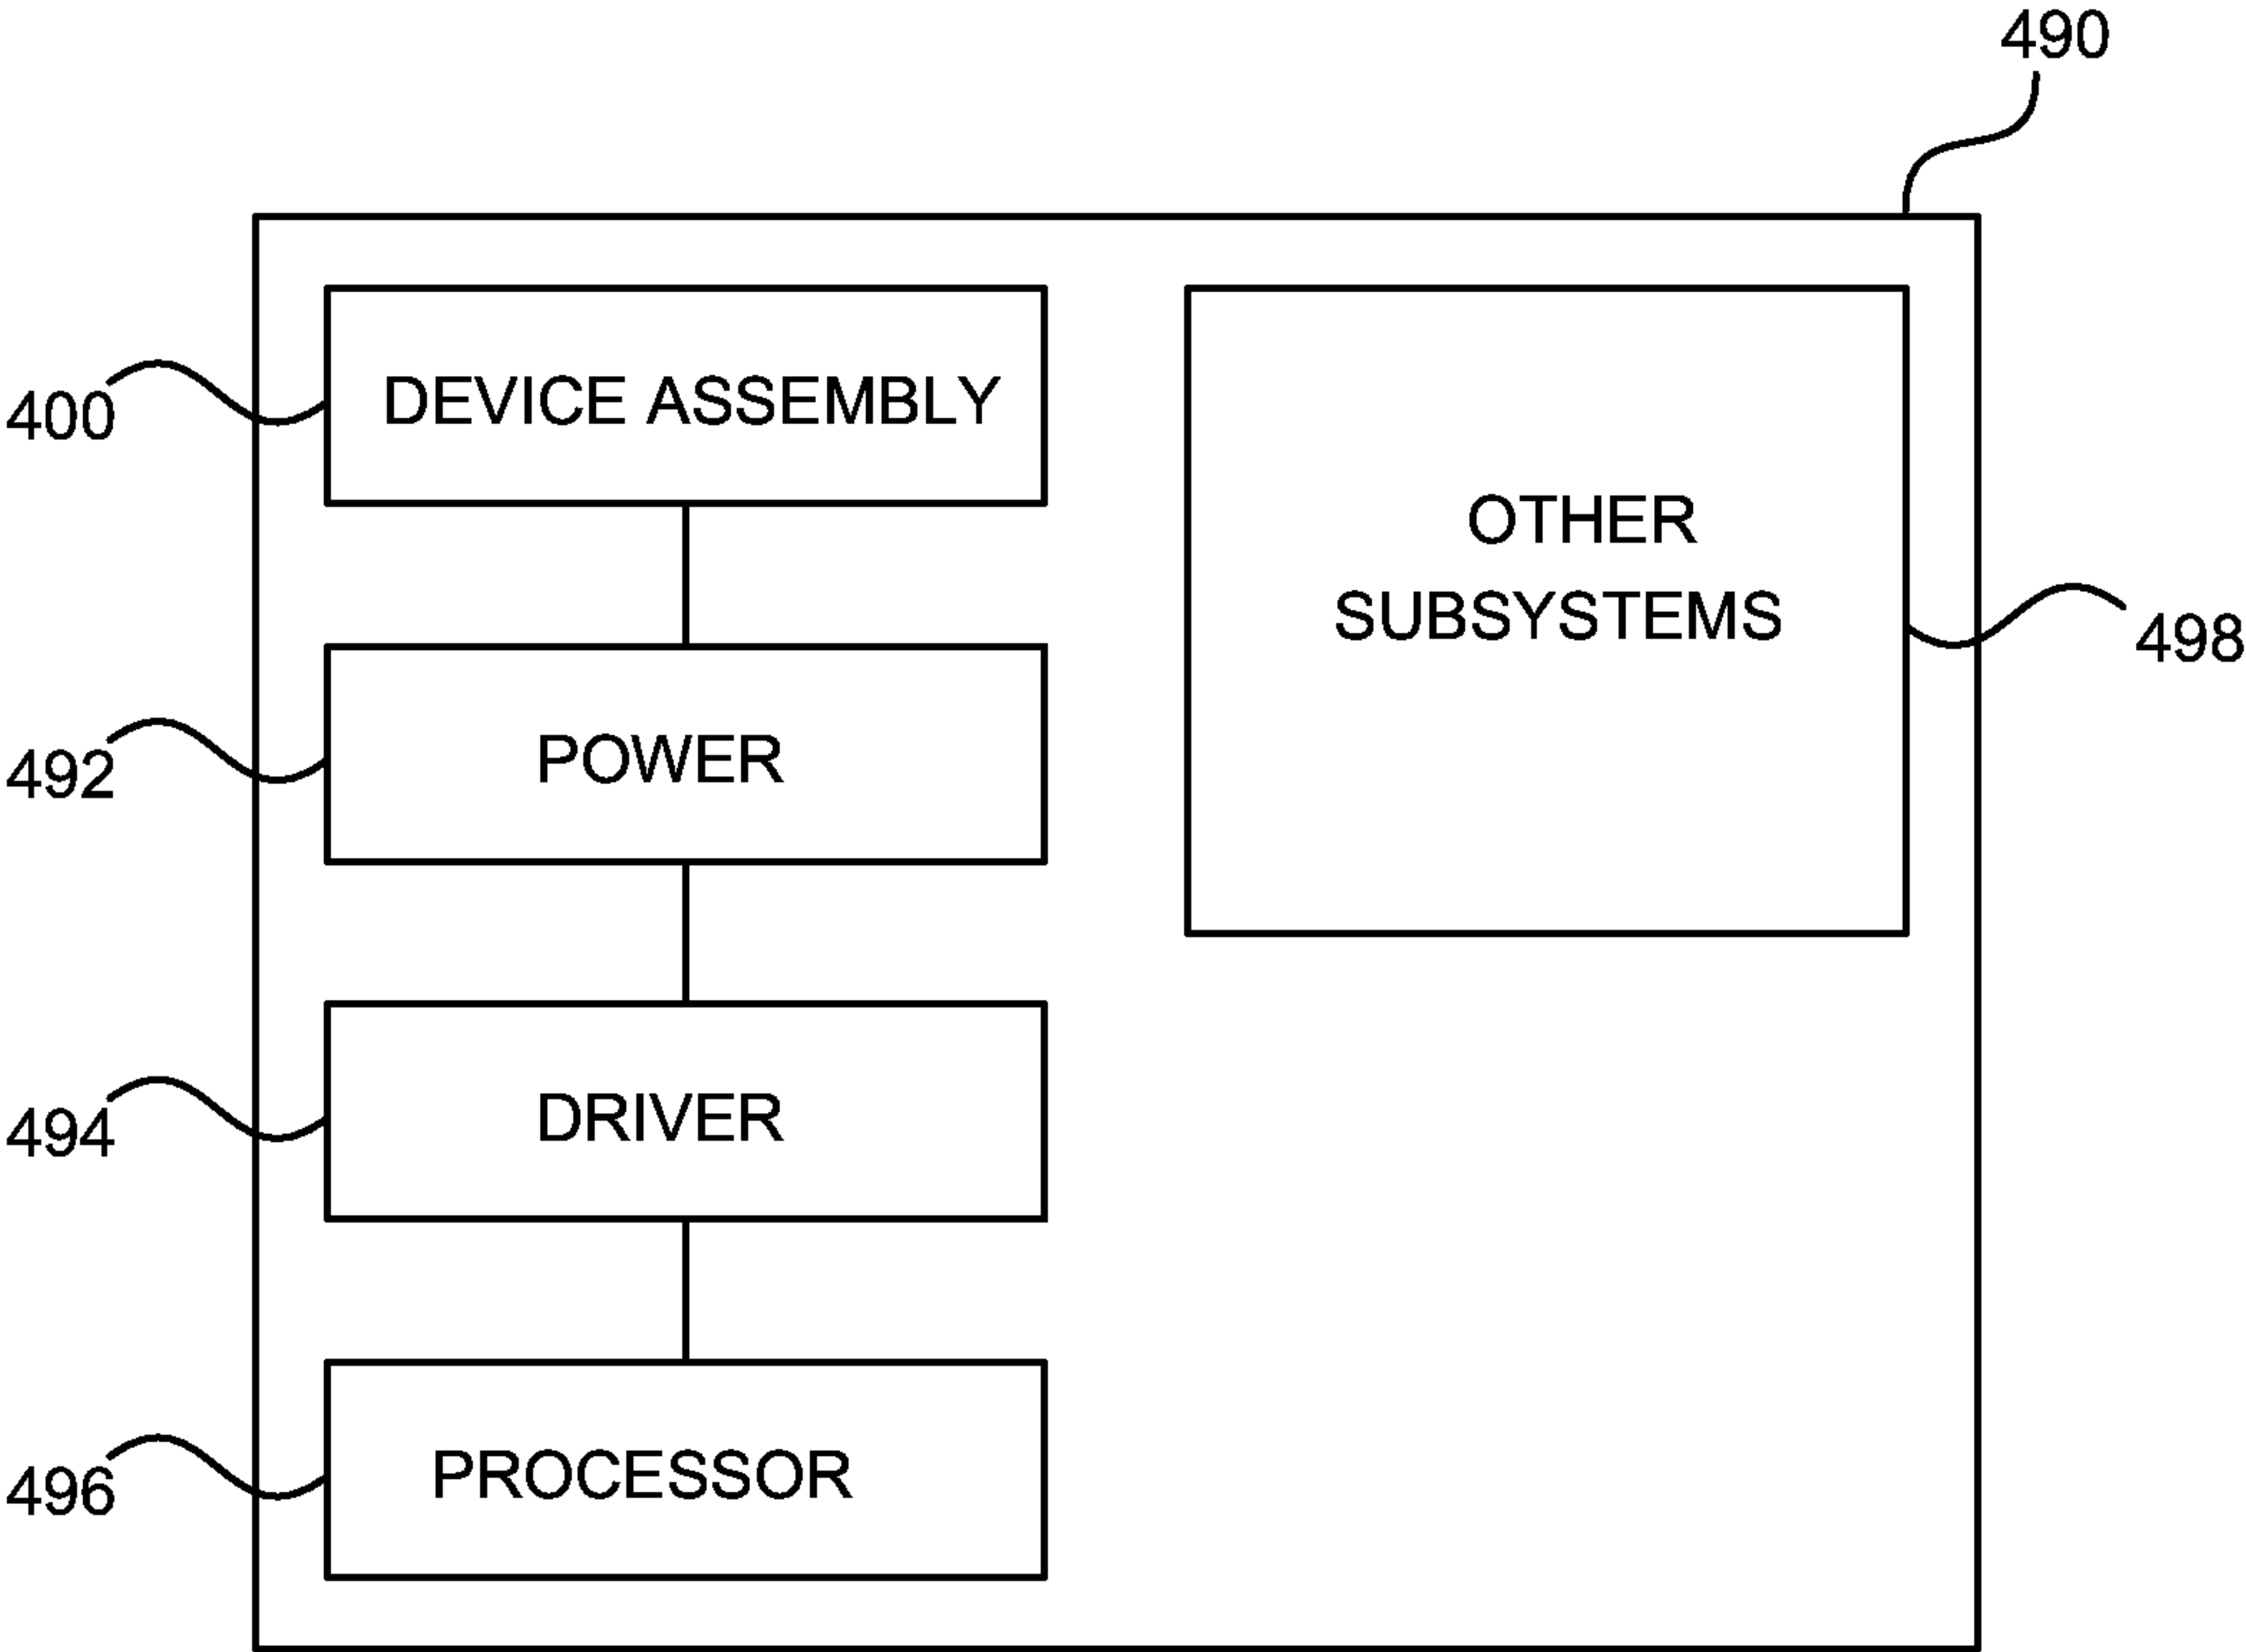 490
400
DEVICE ASSEMBLY
OTHER
SUBSYSTEMS
498
492
POWER
494
DRIVER
496
PROCESSOR